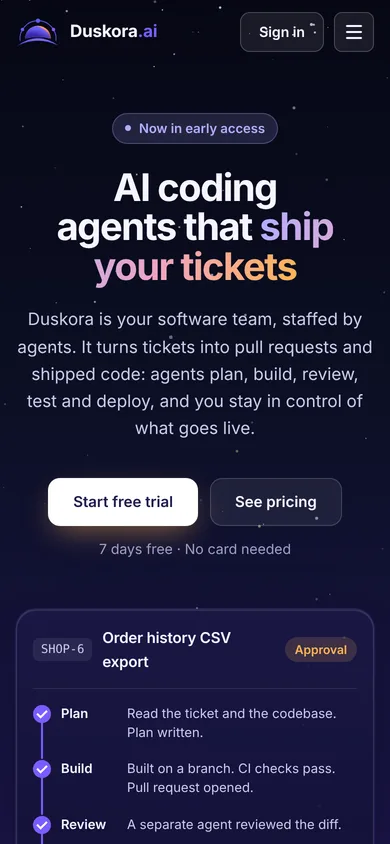 Duskora.ai
Sign in
Now in early access
AI coding
agents that ship
your tickets
Duskora is your software team, staffed by
agents. It turns tickets into pull requests and
shipped code: agents plan, build, review,
test and deploy, and you stay in control of
what goes live.
Start free trial
See pricing
7 days free · No card needed
SHOP-6
Order history CSV
export
Approval
Plan
Read the ticket and the codebase.
Plan written.
Build
Built on a branch. CI checks pass.
Pull request opened.
Review
A separate agent reviewed the diff.